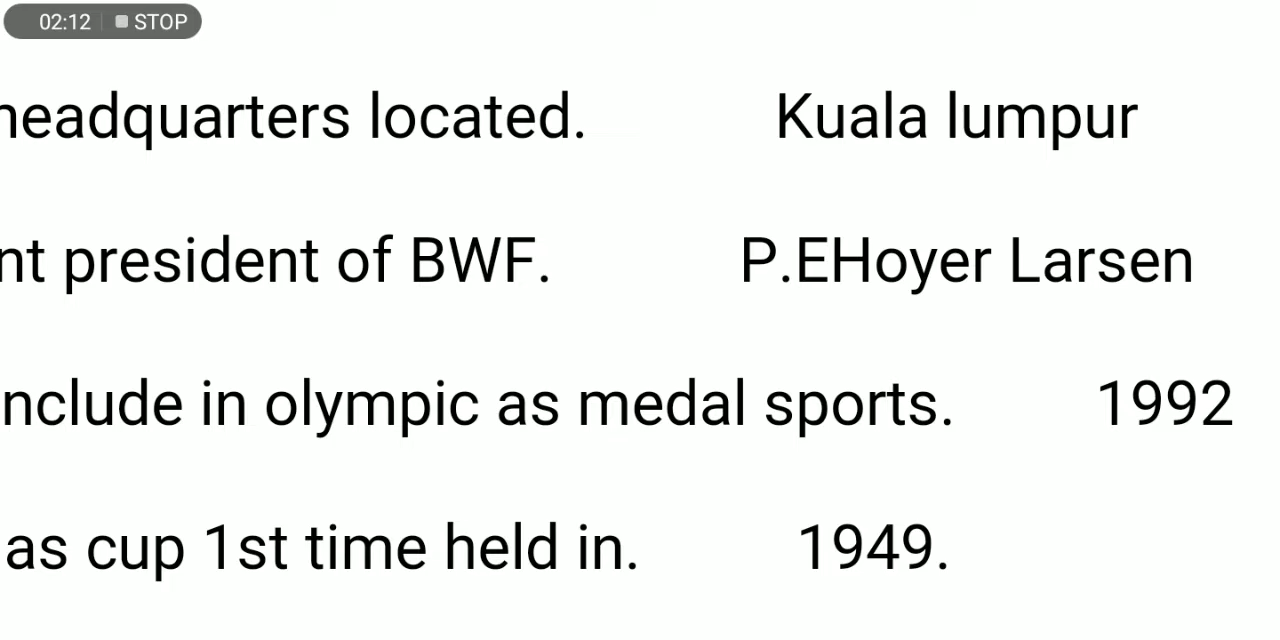 02:12 STOP
headquarters located. Kuala lumpur
nt president of BWF. P.EHoyer Larsen
nclude in olympic as medal sports. 1992
as cup 1st time held in. 1949.